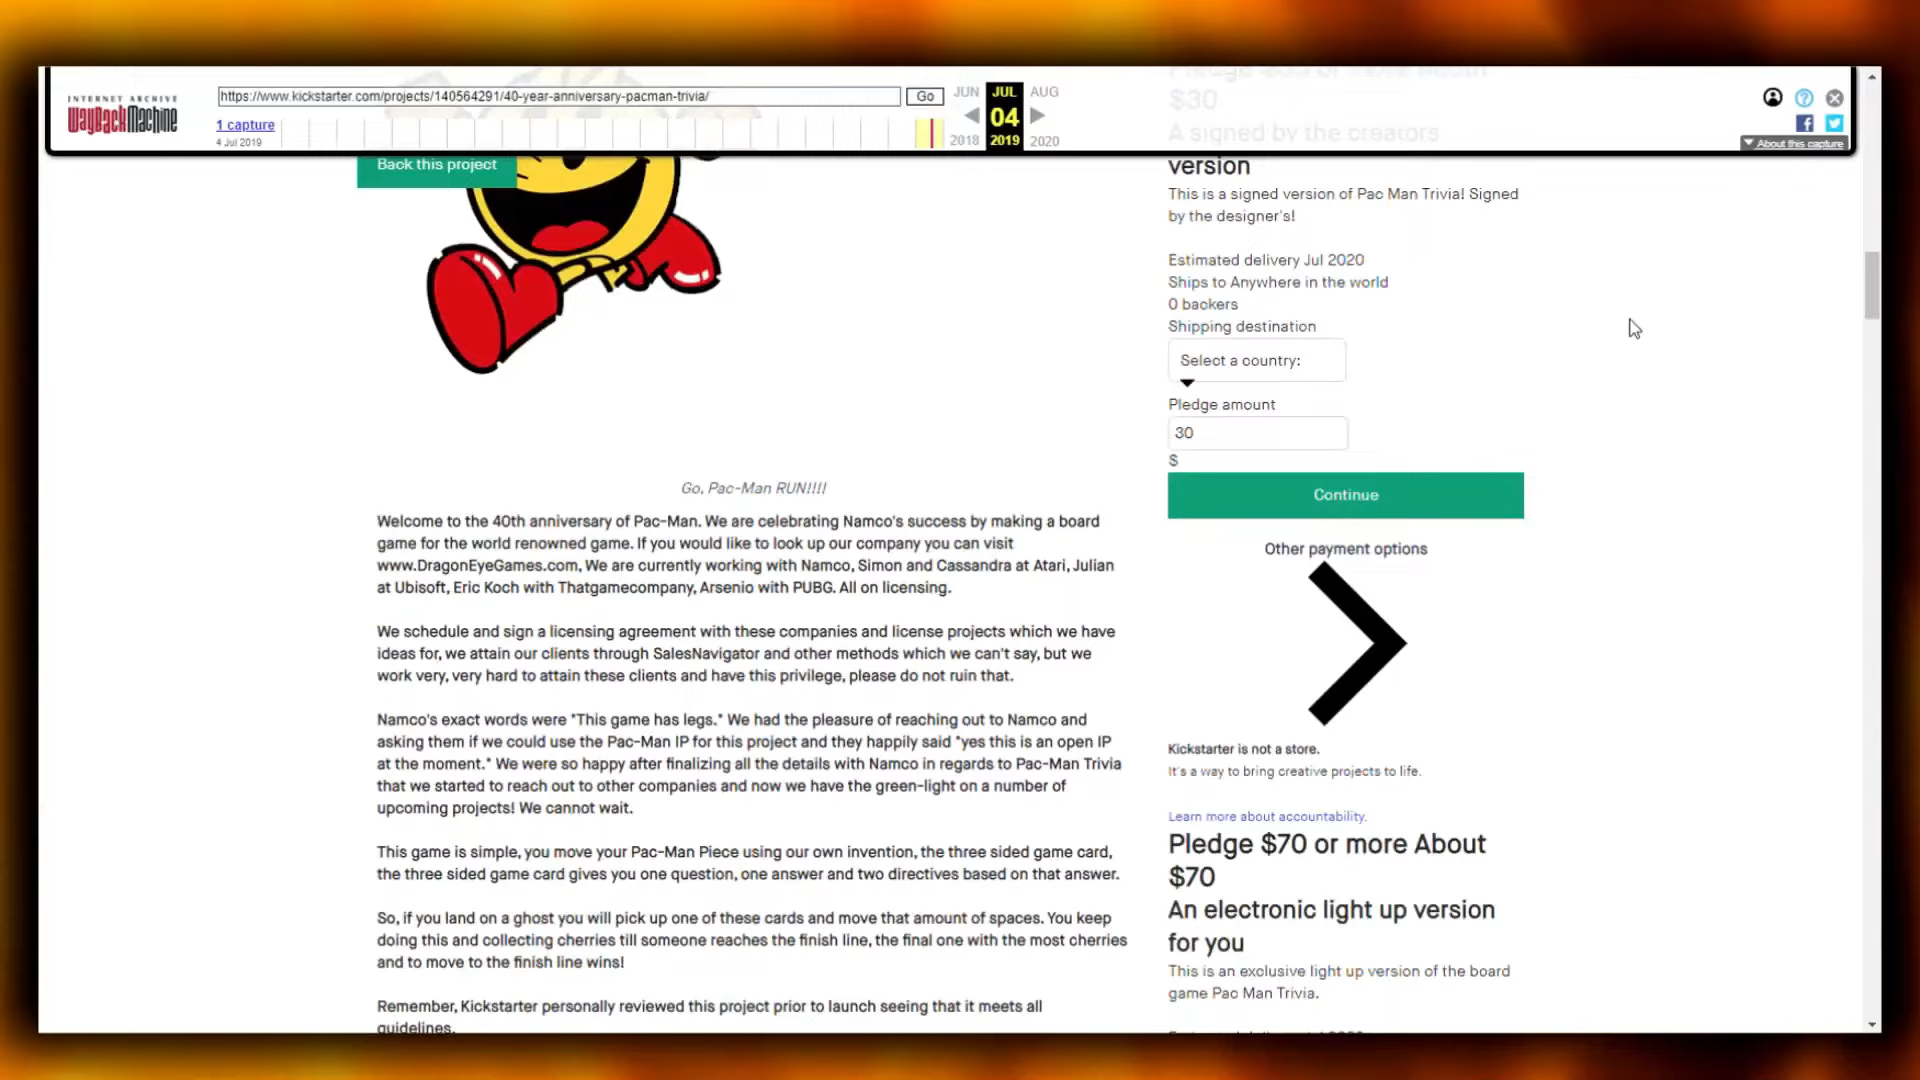 INTERNET ARCHIVE
WayBackMachine
https://www.kickstarter.com/projects/140564291/40-year-anniversary-pacman-trivia/
Go
JUN
JUL
AUG
1 capture
4 Jul 2019
04
2018
2019
2020
About this capture
Back this project
Go, Pac-Man RUN!!!!
Welcome to the 40th anniversary of Pac-Man. We are celebrating Namco's success by making a board
game for the world renowned game. If you would like to look up our company you can visit
www.DragonEyeGames.com, We are currently working with Namco, Simon and Cassandra at Atari, Julian
at Ubisoft, Eric Koch with Thatgamecompany, Arsenio with PUBG. All on licensing.
We schedule and sign a licensing agreement with these companies and license projects which we have
ideas for, we attain our clients through SalesNavigator and other methods which we can't say, but we
work very, very hard to attain these clients and have this privilege, please do not ruin that.
Namco's exact words were "This game has legs." We had the pleasure of reaching out to Namco and
asking them if we could use the Pac-Man IP for this project and they happily said "yes this is an open IP
at the moment." We were so happy after finalizing all the details with Namco in regards to Pac-Man Trivia
that we started to reach out to other companies and now we have the green-light on a number of
upcoming projects! We cannot wait.
This game is simple, you move your Pac-Man Piece using our own invention, the three sided game card,
the three sided game card gives you one question, one answer and two directives based on that answer.
So, if you land on a ghost you will pick up one of these cards and move that amount of spaces. You keep
doing this and collecting cherries till someone reaches the finish line, the final one with the most cherries
and to move to the finish line wins!
Remember, Kickstarter personally reviewed this project prior to launch seeing that it meets all
guidelines.
$30
A signed by the creators
version
This is a signed version of Pac Man Trivia! Signed
by the designer's!
Estimated delivery Jul 2020
Ships to Anywhere in the world
0 backers
Shipping destination
Select a country:
Pledge amount
30
$
Continue
Other payment options
Kickstarter is not a store.
It's a way to bring creative projects to life.
Learn more about accountability.
Pledge $70 or more About
$70
An electronic light up version
for you
This is an exclusive light up version of the board
game Pac Man Trivia.